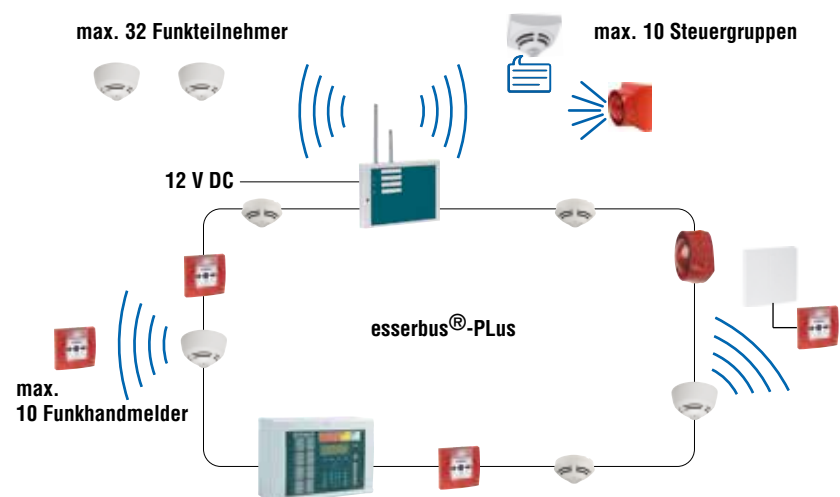 max. 32 Funkteilnehmer
max. 10 Steuergruppen
12 V DC
esserbus®-PLus
max.
10 Funkhandmelder